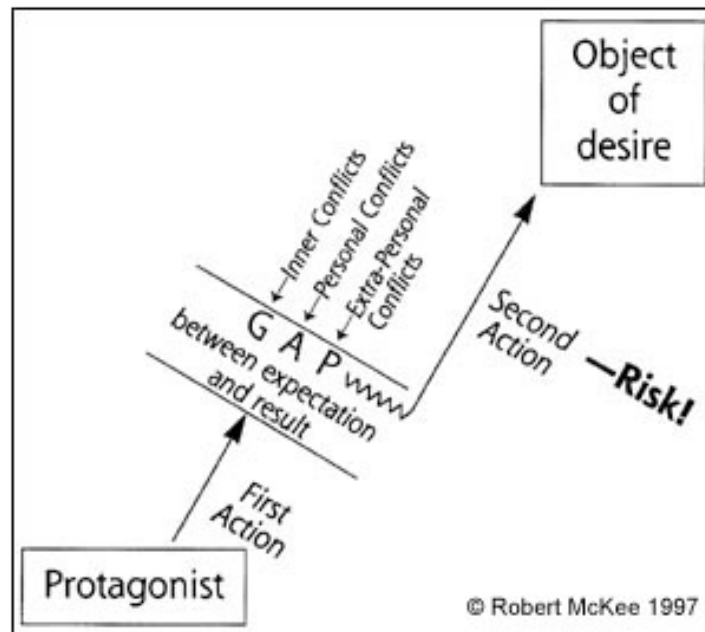 Object
of
desire
Inner Conflicts
Personal Conflicts
Extra-Personal
Conflicts
GAP
between expectation
and result
Second
Action
—Risk!
First
Action
Protagonist
© Robert McKee 1997